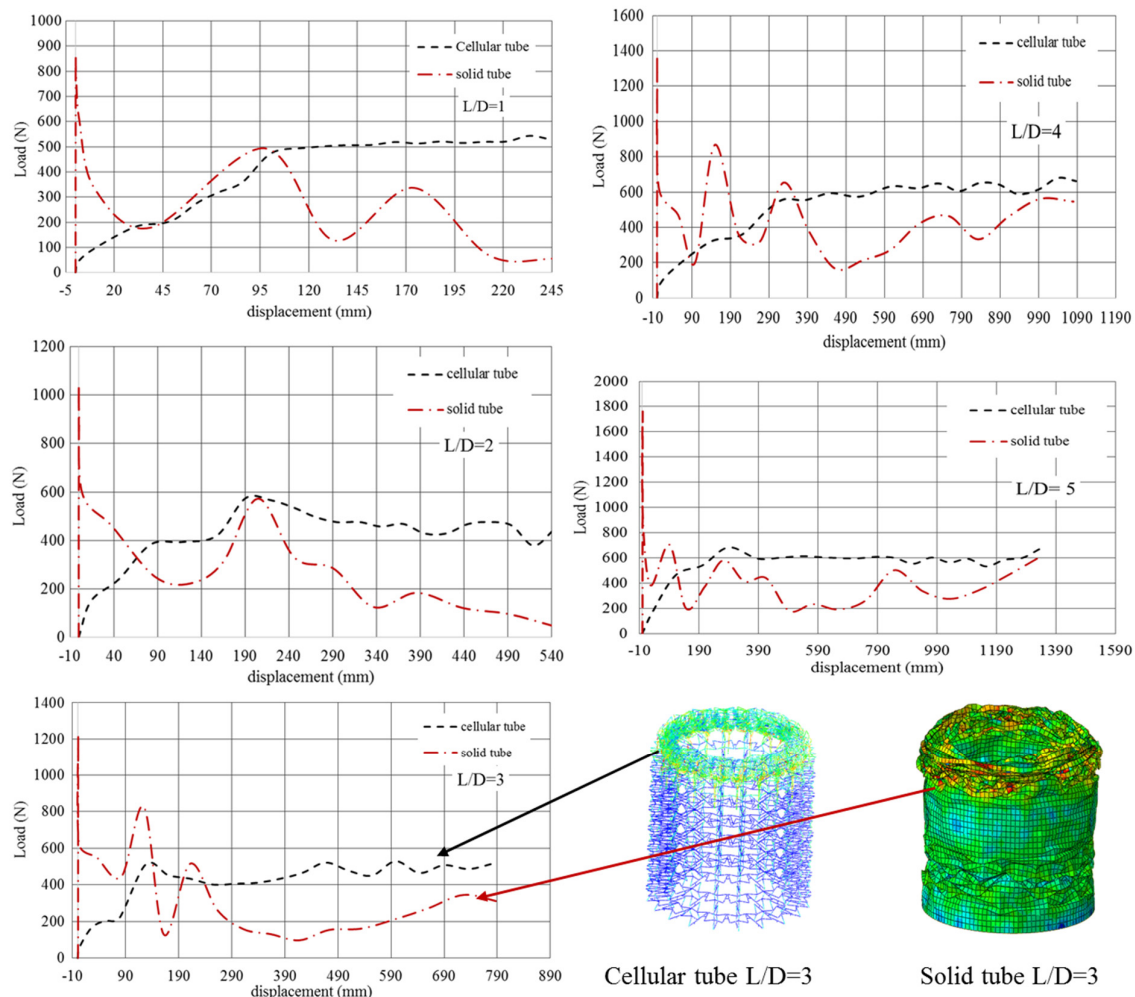 1000
900
800
700
600
500
400
300
200
100
0
Load (N)
Cellular tube
solid tube
L/D=1
-5 20 45 70 95 120 145 170 195 220 245
displacement (mm)
1600
1400
1200
1000
800
600
400
200
0
Load (N)
cellular tube
solid tube
L/D=4
-10 90 190 290 390 490 590 690 790 890 990 1090 1190
displacement (mm)
1200
1000
800
600
400
200
0
Load (N)
cellular tube
solid tube
L/D=2
-10 40 90 140 190 240 290 340 390 440 490 540
displacement (mm)
2000
1800
1600
1400
1200
1000
800
600
400
200
0
Load (N)
cellular tube
solid tube
L/D= 5
-10 190 390 590 790 990 1190 1390 1590
displacement (mm)
1400
1200
1000
800
600
400
200
0
Load (N)
cellular tube
solid tube
L/D=3
-10 90 190 290 390 490 590 690 790 890
displacement (mm)
Cellular tube L/D=3
Solid tube L/D=3